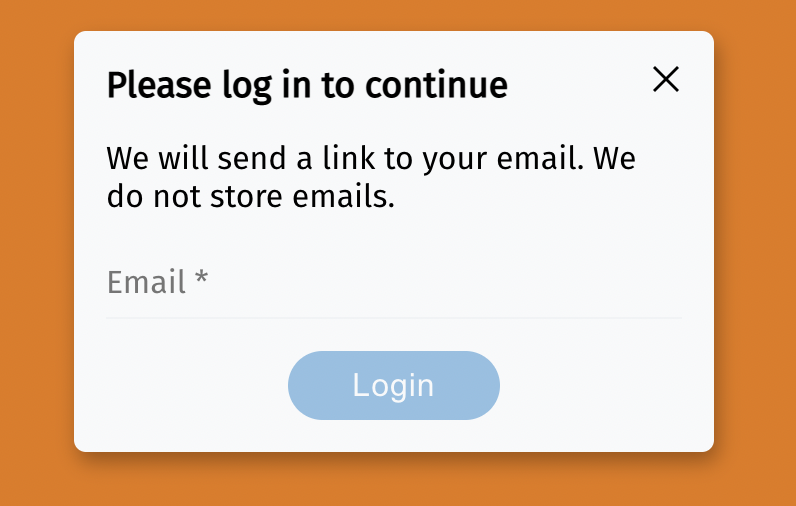 Please log in to continue
We will send a link to your email. We
do not store emails.
Email *
Login